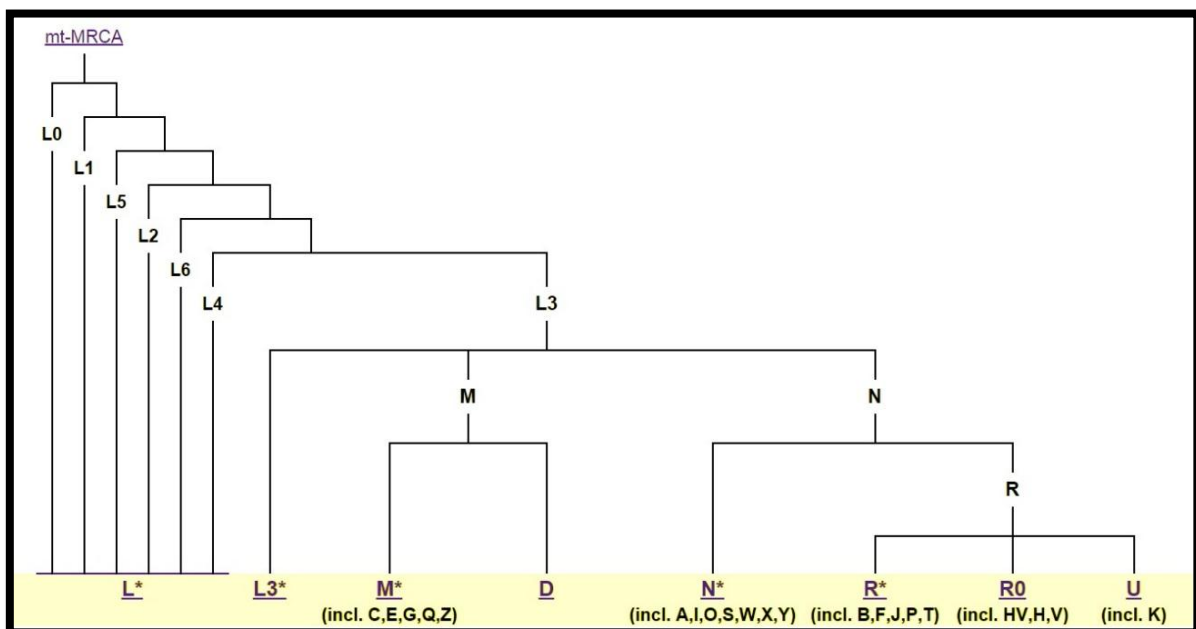 mt-MRCA
L0
L1
L5
L2
L6
L4
L3
M
N
R
L*
L3*
M*
D
N*
R*
R0
U
(incl. C,E,G,Q,Z)
(incl. A,I,O,S,W,X,Y)
(incl. B,F,J,P,T)
(incl. HV,H,V)
(incl. K)